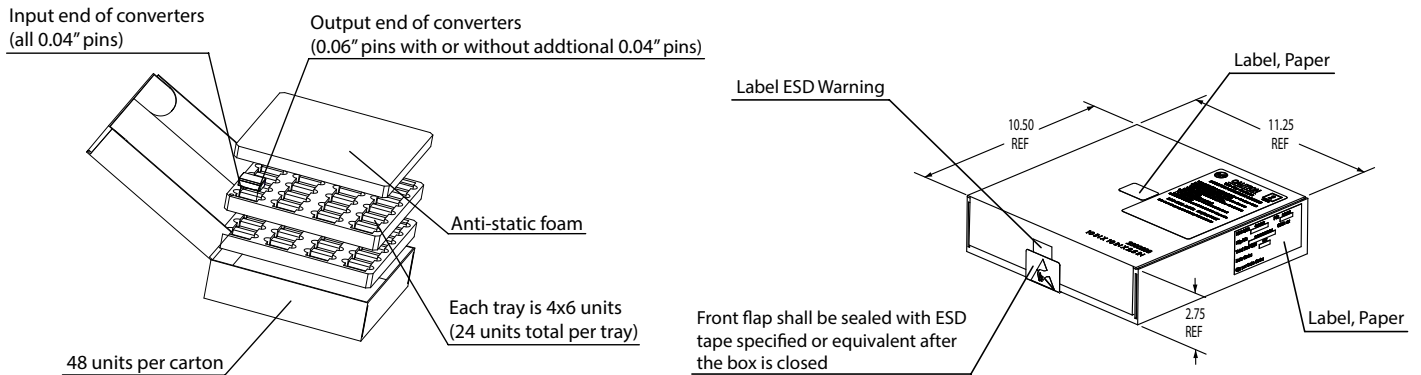 Input end of converters
(all 0.04" pins)
Output end of converters
(0.06" pins with or without addtional 0.04" pins)
Anti-static foam
Each tray is 4x6 units
(24 units total per tray)
48 units per carton
Label ESD Warning
Label, Paper
10.50
REF
11.25
REF
2.75
REF
Label, Paper
Front flap shall be sealed with ESD
tape specified or equivalent after
the box is closed